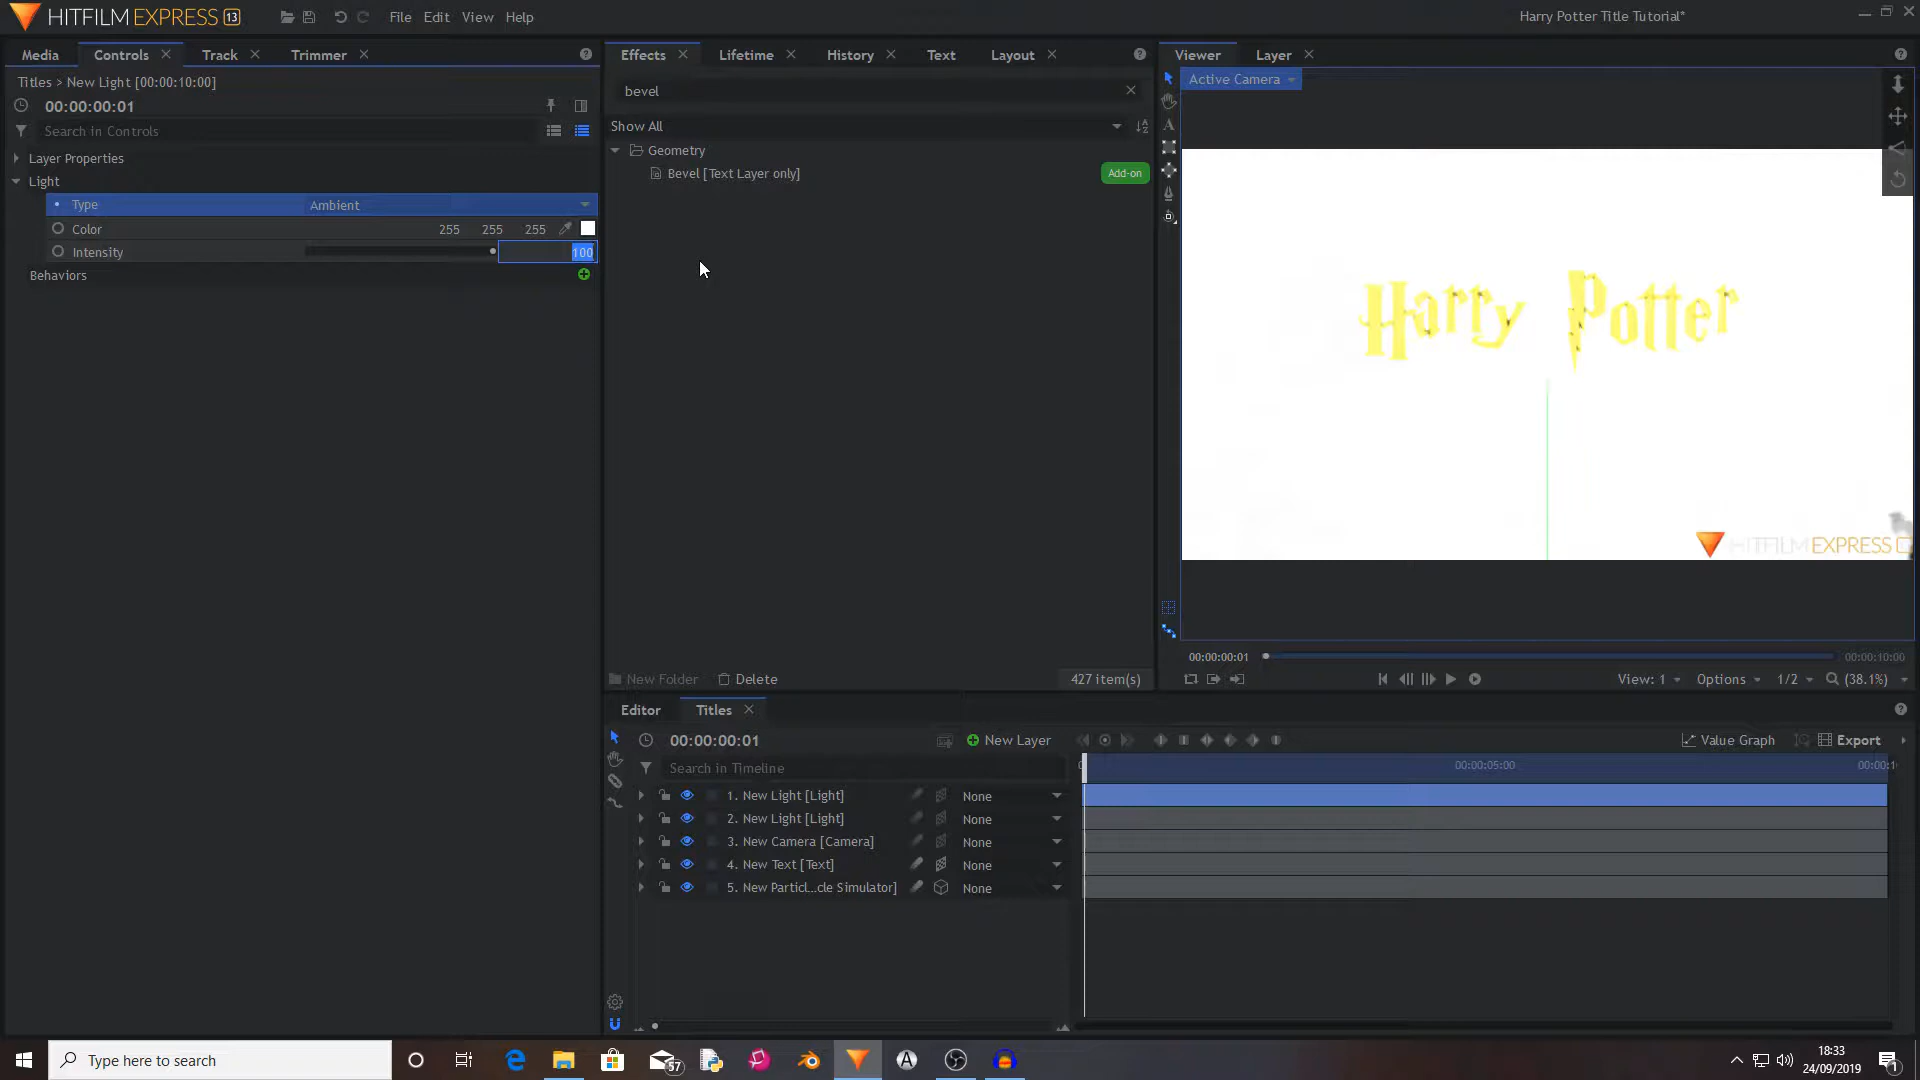 HITFILM EXPRESS 13
File Edit View Help
Harry Potter Title Tutorial*
Media Controls Track Trimmer
Titles > New Light [00:00:10:00]
00:00:00:01
Search in Controls
Layer Properties
Light
Type Ambient
Color 255 255 255
Intensity 100
Behaviors
Effects Lifetime History Text Layout
bevel
Show All
Geometry
Bevel [Text Layer only] Add-on
New Folder Delete 427 item(s)
Viewer Layer
Active Camera
Harry Potter
HITFILM EXPRESS
00:00:00:01 00:00:10:00
View: 1 Options 1/2 (38.1%)
Editor Titles
00:00:00:01 New Layer Value Graph Export
Search in Timeline
00:00:05:00
1. New Light [Light] None
2. New Light [Light] None
3. New Camera [Camera] None
4. New Text [Text] None
5. New Particl...cle Simulator] None
Type here to search
57
A
18:33
24/09/2019
1